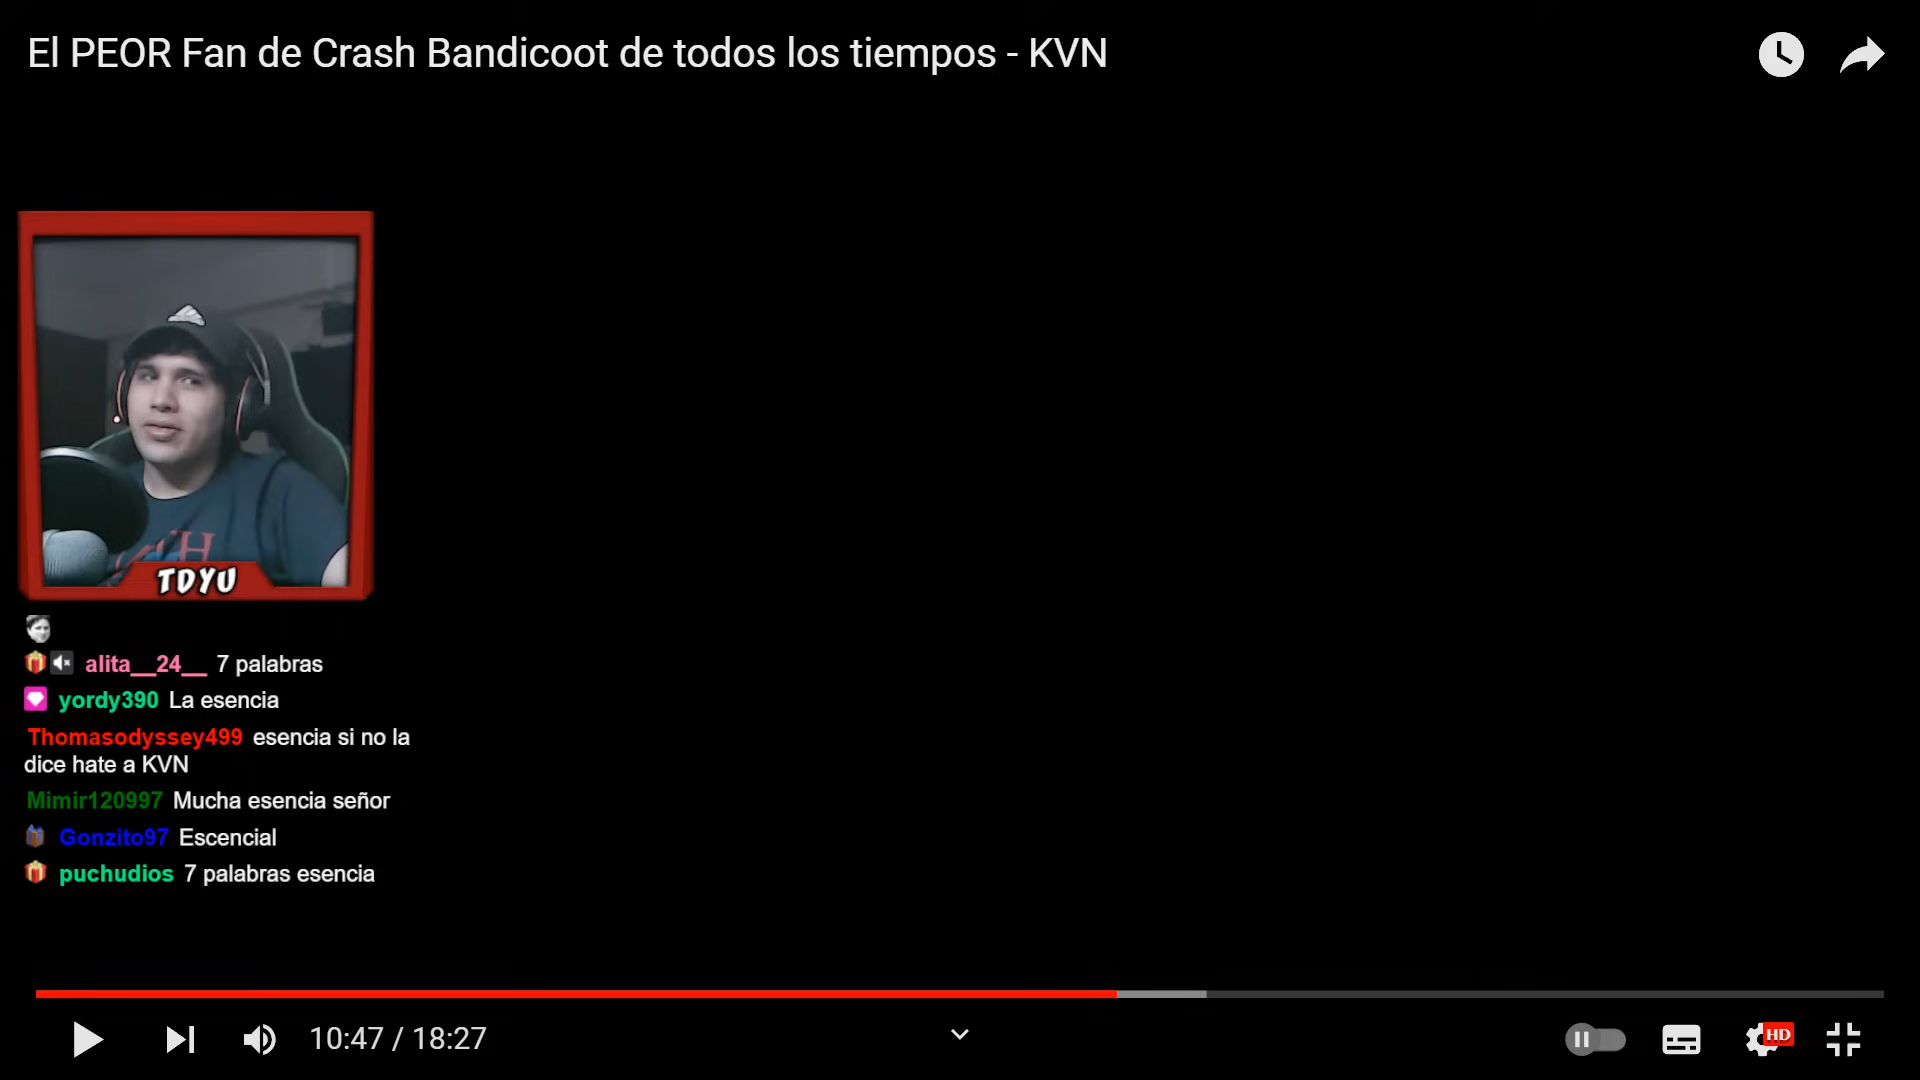 El PEOR Fan de Crash Bandicoot de todos los tiempos - KVN
TDYU
alita__24__ 7 palabras
yordy390 La esencia
Thomasodyssey499 esencia si no la
dice hate a KVN
Mimir120997 Mucha esencia señor
Gonzito97 Escencial
puchudios 7 palabras esencia
10:47 / 18:27
HD